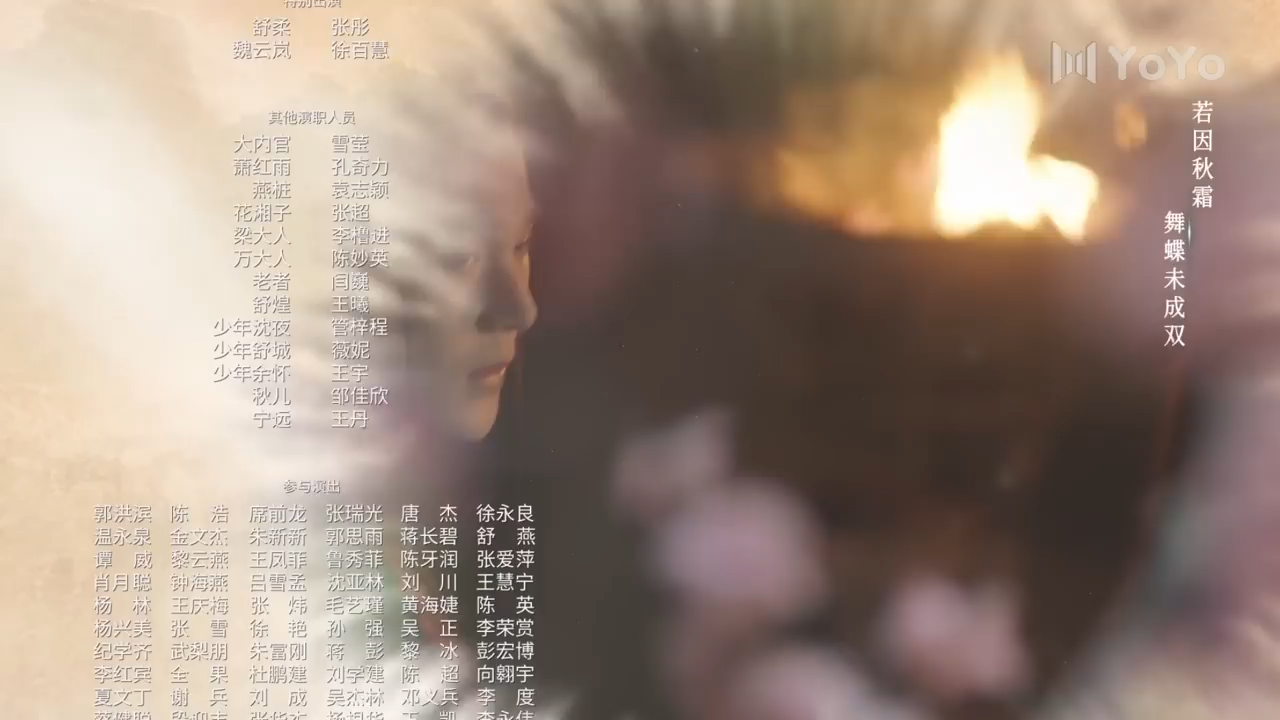 特别出演
舒柔 张彤
魏云岚 徐百慧
其他演职人员
大内官 雪莹
萧红雨 孔奇力
燕桩 袁志颖
花湘子 张超
梁大人 李橹进
万大人 陈妙英
老者 闫巍
舒煌 王曦
少年沈夜 管梓程
少年舒城 薇妮
少年余怀 王宇
秋儿 邹佳欣
宁远 王丹
参与演出
郭洪滨 陈浩 席前龙 张瑞光 唐杰 徐永良
温永泉 金文杰 朱新新 郭思雨 蒋长碧 舒燕
谭威 黎云燕 王凤菲 鲁秀菲 陈牙润 张爱萍
肖月聪 钟海燕 吕雪孟 沈亚林 刘川 王慧宁
杨林 王庆梅 张炜 毛艺瑾 黄海婕 陈英
杨兴美 张雪 徐艳 孙强 吴正 李荣赏
纪学齐 武梨朋 朱富刚 蒋彭 黎冰 彭宏博
李红宾 全果 杜鹏建 刘学建 陈超 向翱宇
夏文丁 谢兵 刘成 吴杰林 邓义兵 李度
YoYo
若因秋霜
舞蝶未成双